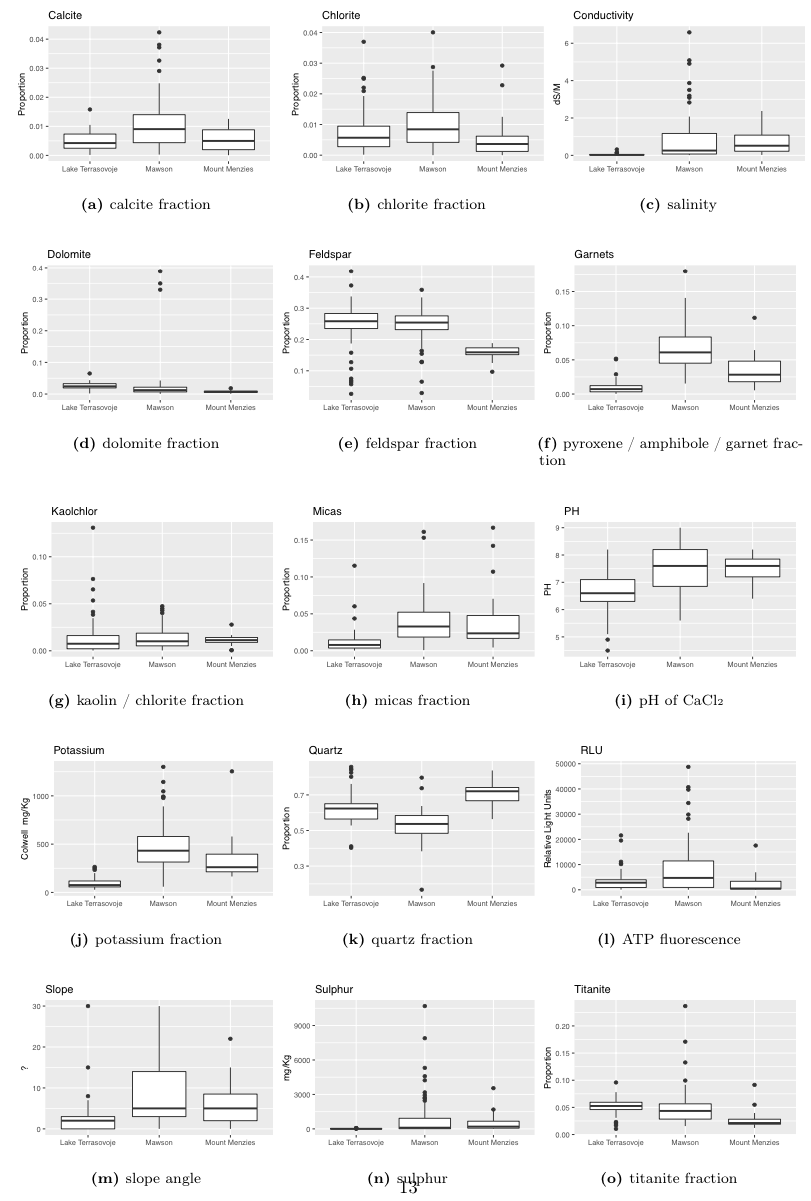 Calcite
Proportion
0.04
0.03
0.02
0.01
0.00
Lake Terrasovoje Mawson Mount Menzies
(a) calcite fraction
Chlorite
Proportion
0.04
0.03
0.02
0.01
0.00
Lake Terrasovoje Mawson Mount Menzies
(b) chlorite fraction
Conductivity
dS/M
6
4
2
0
Lake Terrasovoje Mawson Mount Menzies
(c) salinity
Dolomite
Proportion
0.4
0.3
0.2
0.1
0.0
Lake Terrasovoje Mawson Mount Menzies
(d) dolomite fraction
Feldspar
Proportion
0.4
0.3
0.2
0.1
Lake Terrasovoje Mawson Mount Menzies
(e) feldspar fraction
Garnets
Proportion
0.15
0.10
0.05
0.00
Lake Terrasovoje Mawson Mount Menzies
(f) pyroxene / amphibole / garnet frac-
tion
Kaolchlor
Proportion
0.10
0.05
0.00
Lake Terrasovoje Mawson Mount Menzies
(g) kaolin / chlorite fraction
Micas
Proportion
0.15
0.10
0.05
0.00
Lake Terrasovoje Mawson Mount Menzies
(h) micas fraction
PH
PH
9
8
7
6
5
Lake Terrasovoje Mawson Mount Menzies
(i) pH of CaCl₂
Potassium
Colwell mg/Kg
1000
500
0
Lake Terrasovoje Mawson Mount Menzies
(j) potassium fraction
Quartz
Proportion
0.7
0.5
0.3
Lake Terrasovoje Mawson Mount Menzies
(k) quartz fraction
RLU
Relative Light Units
50000
40000
30000
20000
10000
0
Lake Terrasovoje Mawson Mount Menzies
(l) ATP fluorescence
Slope
?
30
20
10
0
Lake Terrasovoje Mawson Mount Menzies
(m) slope angle
Sulphur
mg/Kg
9000
6000
3000
0
Lake Terrasovoje Mawson Mount Menzies
(n) sulphur
Titanite
Proportion
0.20
0.15
0.10
0.05
0.00
Lake Terrasovoje Mawson Mount Menzies
(o) titanite fraction
13